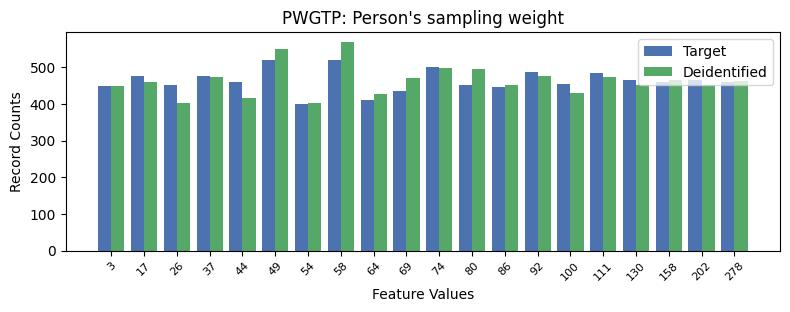 PWGTP: Person's sampling weight
Target
Deidentified
Record Counts
500
400
300
200
100
0
3 17 26 37 44 49 54 58 64 69 74 80 86 92 100 111 130 158 202 278
Feature Values